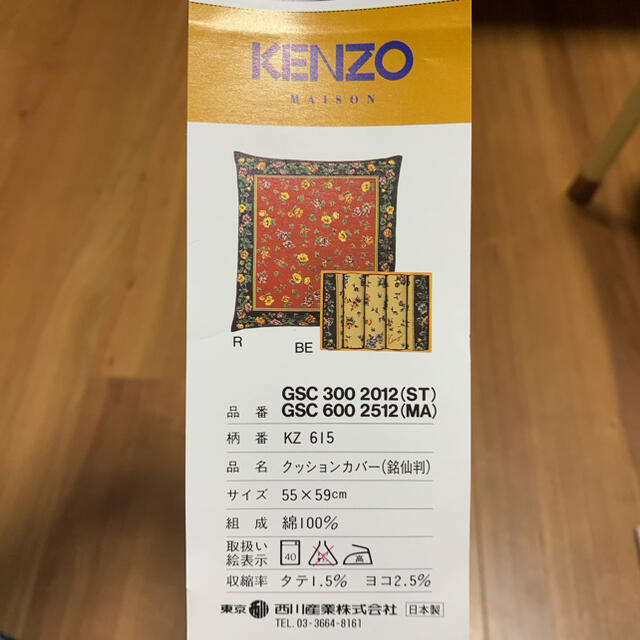 KENZO
MAISON
R
BE
品番 GSC 300 2012(ST)
GSC 600 2512(MA)
柄番 KZ 615
品名 クッションカバー(銘仙判)
サイズ 55×59cm
組成 綿100%
取扱い
絵表示 40 高
収縮率 タテ1.5% ヨコ2.5%
東京 西川 西川産業株式会社 日本製
TEL. 03-3664-8161